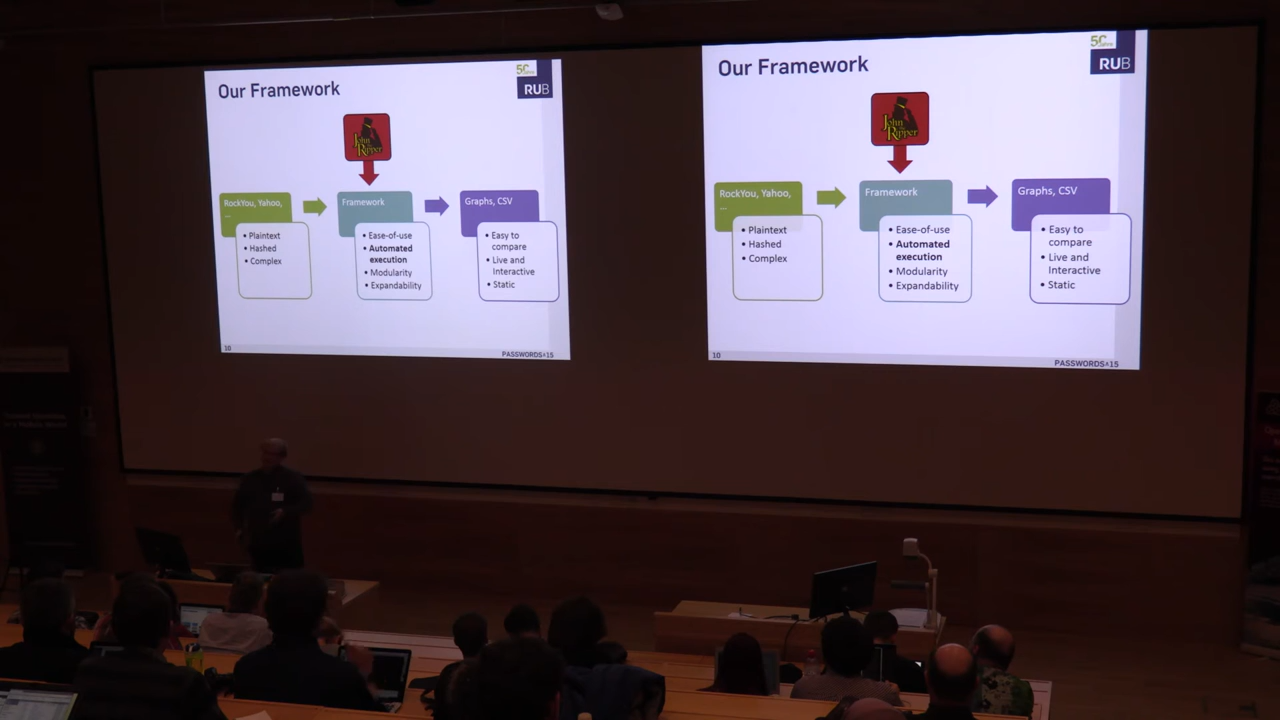 Our Framework
50
RUB
John
the
Ripper
RockYou, Yahoo,
...
• Plaintext
• Hashed
• Complex
Framework
• Ease-of-use
• Automated
execution
• Modularity
• Expandability
Graphs, CSV
• Easy to
compare
• Live and
Interactive
• Static
10
PASSWORDS^15
Our Framework
50
RUB
John
the
Ripper
RockYou, Yahoo,
...
• Plaintext
• Hashed
• Complex
Framework
• Ease-of-use
• Automated
execution
• Modularity
• Expandability
Graphs, CSV
• Easy to
compare
• Live and
Interactive
• Static
10
PASSWORDS^15